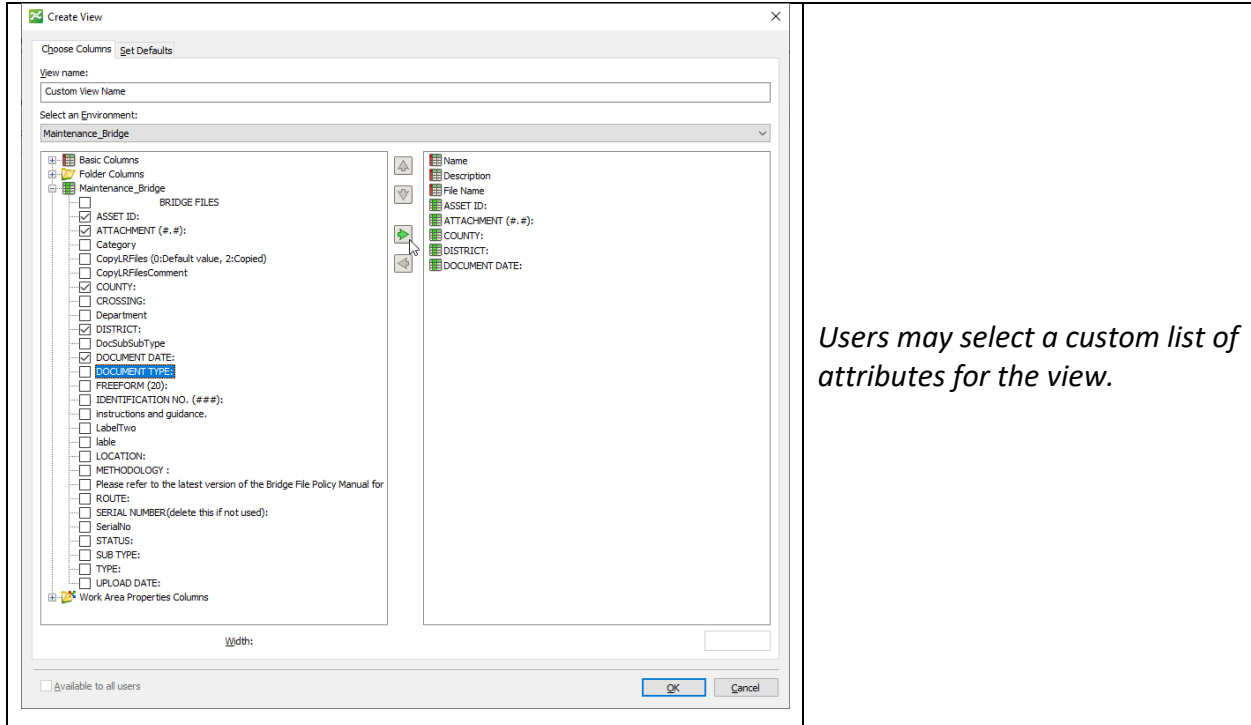 Create View
Choose Columns Set Defaults
View name:
Custom View Name
Select an Environment:
Maintenance_Bridge
Basic Columns
Folder Columns
Maintenance_Bridge
BRIDGE FILES
ASSET ID:
ATTACHMENT (#.#):
Category
CopyLRFiles (0:Default value, 2:Copied)
CopyLRFilesComment
COUNTY:
CROSSING:
Department
DISTRICT:
DocSubSubType
DOCUMENT DATE:
DOCUMENT TYPE:
FREEFORM (20):
IDENTIFICATION NO. (###):
instructions and guidance.
LabelTwo
lable
LOCATION:
METHODOLOGY :
Please refer to the latest version of the Bridge File Policy Manual for
ROUTE:
SERIAL NUMBER(delete this if not used):
SerialNo
STATUS:
SUB TYPE:
TYPE:
UPLOAD DATE:
Work Area Properties Columns
Name
Description
File Name
ASSET ID:
ATTACHMENT (#.#):
COUNTY:
DISTRICT:
DOCUMENT DATE:
Width:
Available to all users
OK Cancel
Users may select a custom list of
attributes for the view.